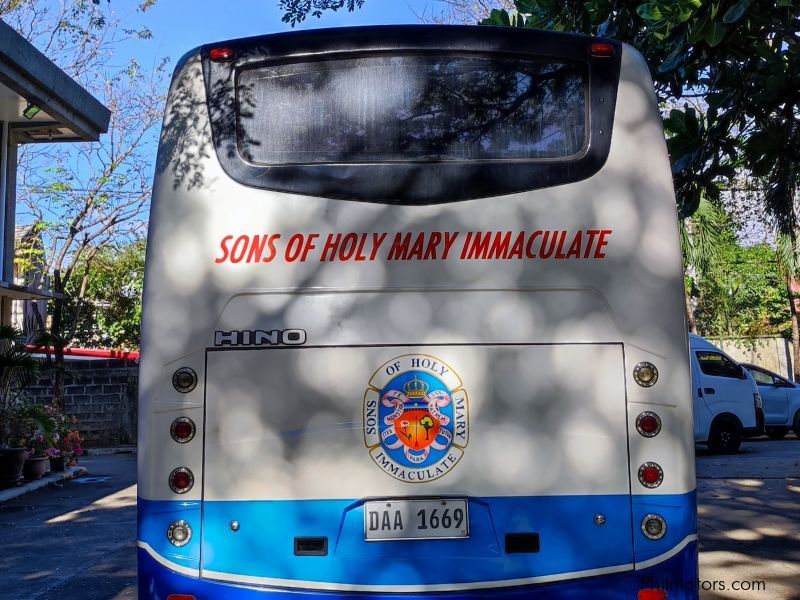 SONS OF HOLY MARY IMMACULATE
HINO
SONS OF HOLY MARY
IMMACULATE
DAA 1669
Philmotors.com